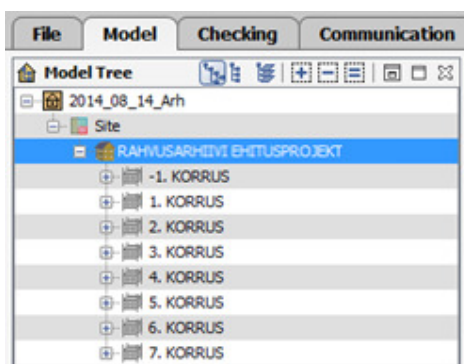 File Model Checking Communication
Model Tree
2014_08_14_Arh
Site
RAHVUSARHIIVI EHITUSPROJEKT
-1. KORRUS
1. KORRUS
2. KORRUS
3. KORRUS
4. KORRUS
5. KORRUS
6. KORRUS
7. KORRUS